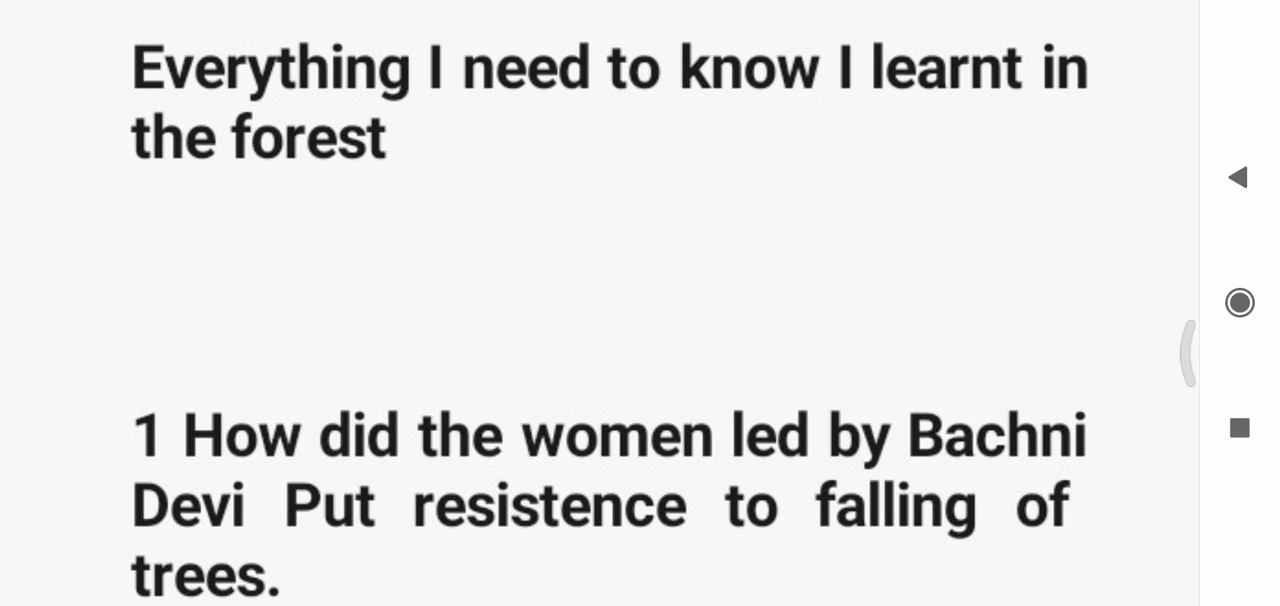 Everything I need to know I learnt in
the forest
1 How did the women led by Bachni
Devi Put resistence to falling of
trees.